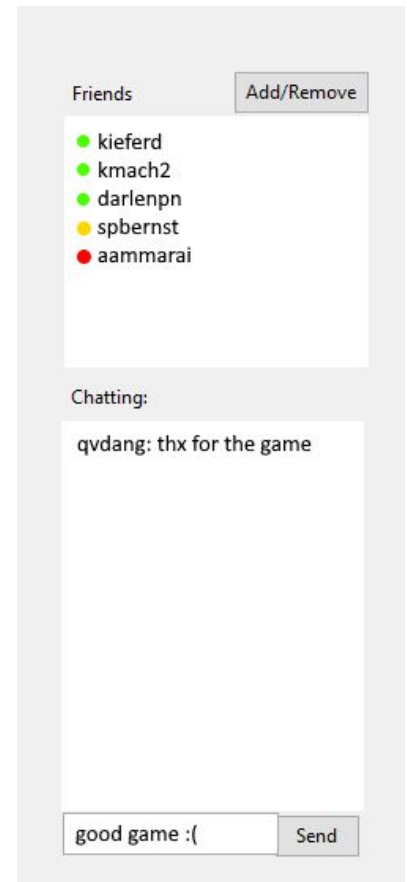 Friends
Add/Remove
kieferd
kmach2
darlenpn
spbernst
aammarai
Chatting:
qvdang: thx for the game
good game :(
Send